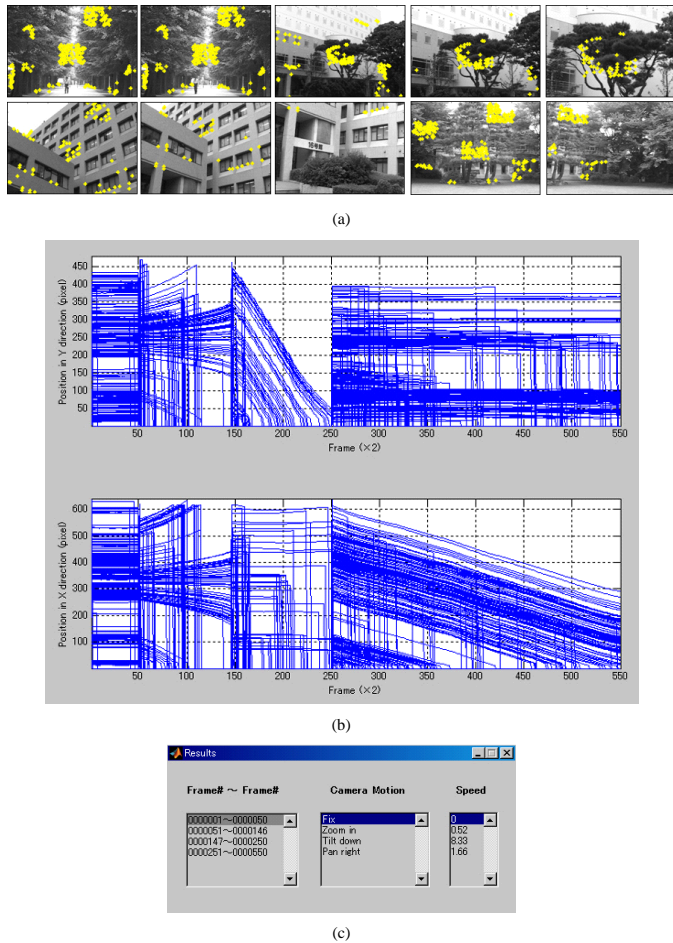 16号館
(a)
Position in Y direction (pixel)
450
400
350
300
250
200
150
100
50
50 100 150 200 250 300 350 400 450 500 550
Frame (×2)
Position in X direction (pixel)
600
500
400
300
200
100
50 100 150 200 250 300 350 400 450 500 550
Frame (×2)
(b)
Results
Frame# ～ Frame# Camera Motion Speed
0000001～0000050 Fix 0
0000051～0000146 Zoom in 0.52
0000147～0000250 Tilt down 8.33
0000251～0000550 Pan right 1.66
(c)